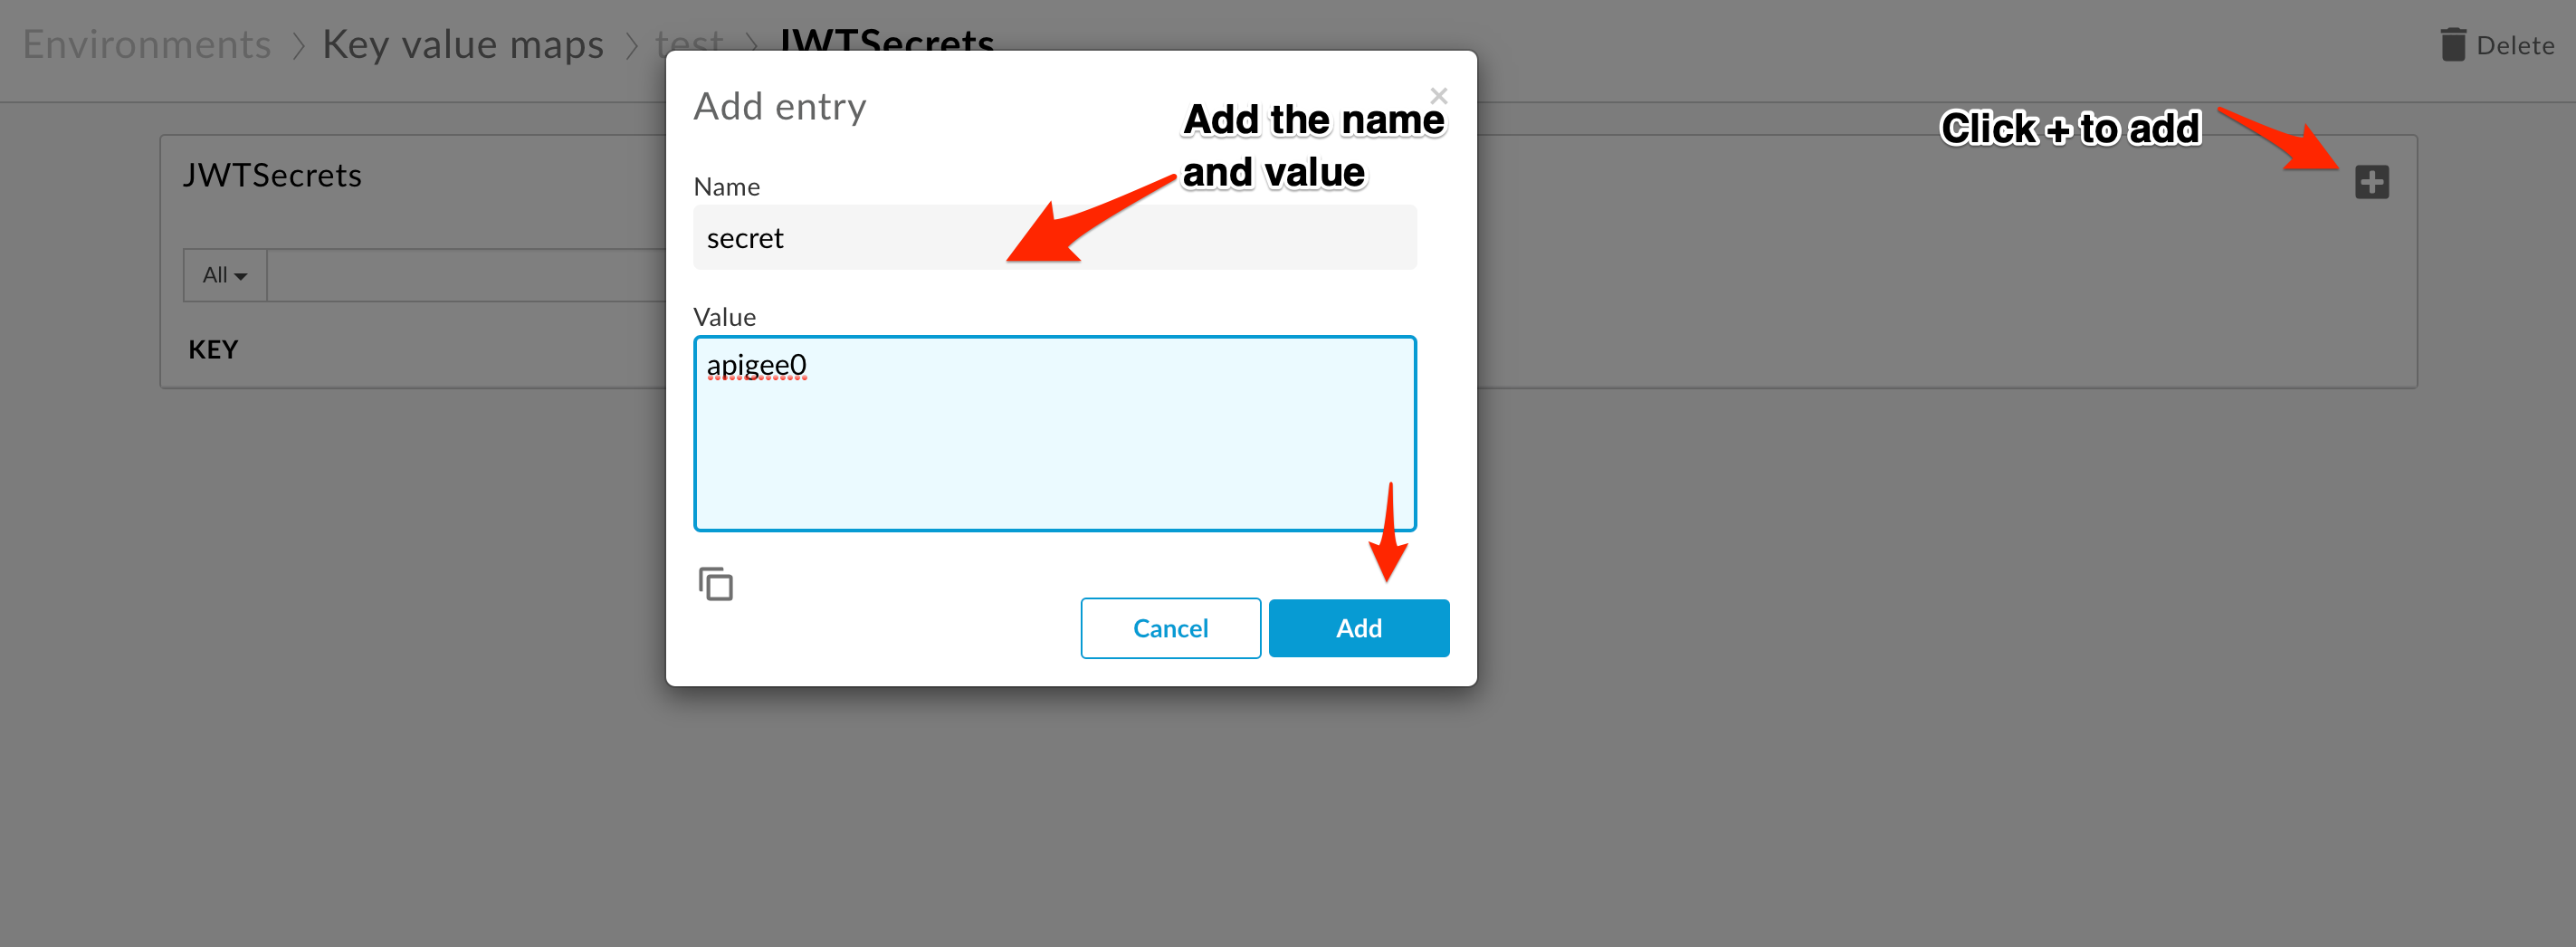 Environments > Key value maps > test > JWTSecrets
Delete
Add entry
×
Add the name
and value
Click + to add
JWTSecrets
Name
secret
All
Value
KEY
apigee0
Cancel
Add